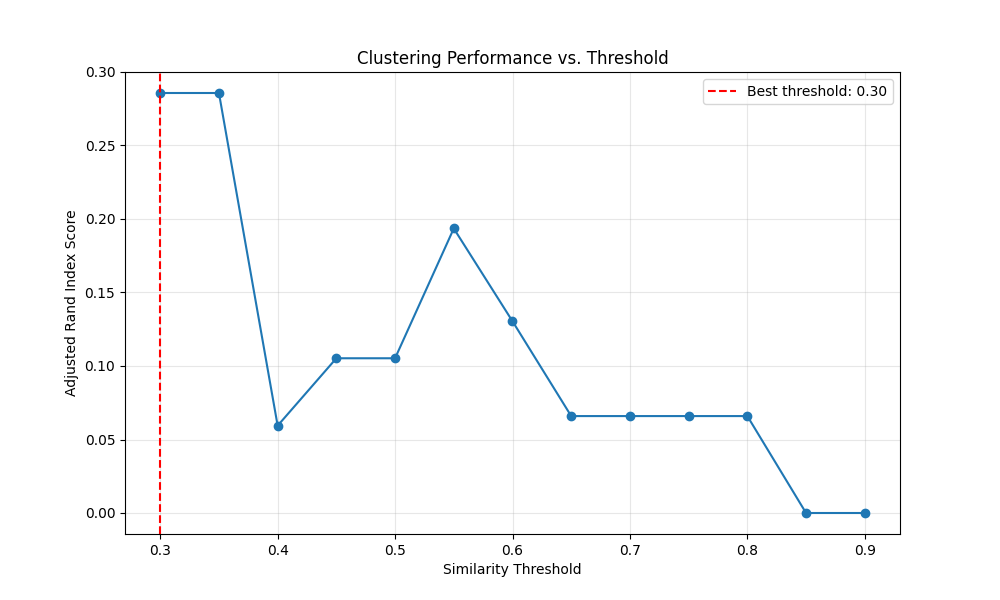 Clustering Performance vs. Threshold
Best threshold: 0.30
Adjusted Rand Index Score
0.30
0.25
0.20
0.15
0.10
0.05
0.00
0.3 0.4 0.5 0.6 0.7 0.8 0.9
Similarity Threshold